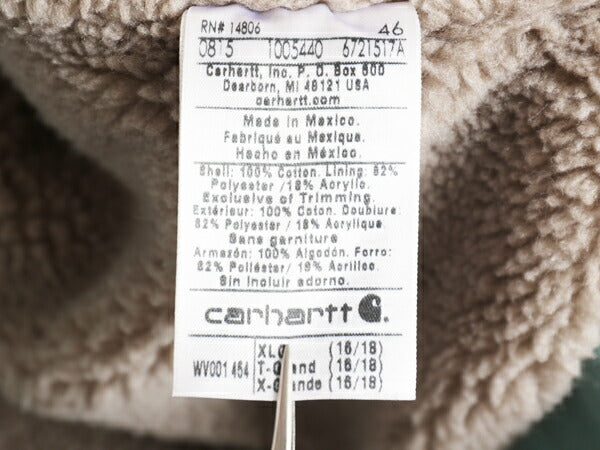 RN# 14806 46
0815 1005440 6721517A
Carhartt, Inc. P. O. Box 600
Dearborn, MI 48121 USA
carhartt.com
Made in Mexico.
Fabriqué au Mexique.
Hecho en México.
Shell: 100% Cotton. Lining: 82%
Polyester /18% Acrylic.
Exclusive of Trimming.
Extérieur: 100% Coton. Doublure:
82% Polyester / 18% Acrylique.
Sans garniture
Armazón: 100% Algodón. Forro:
82% Poliéster/ 18% Acrílico.
Sin incluir adorno.
carhartt
WV001 454
XL (16/18)
T-Grand (16/18)
X-Grande (16/18)